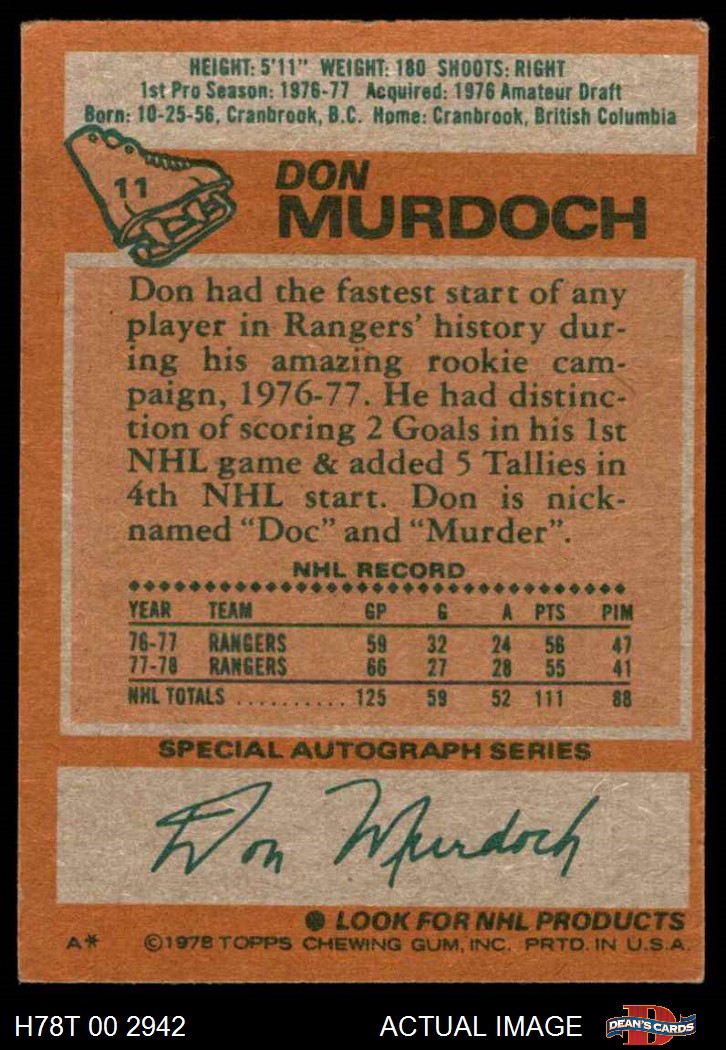 HEIGHT: 5'11" WEIGHT: 180 SHOOTS: RIGHT
1st Pro Season: 1976-77 Acquired: 1976 Amateur Draft
Born: 10-25-56, Cranbrook, B.C. Home: Cranbrook, British Columbia
11
DON
MURDOCH
Don had the fastest start of any
player in Rangers' history dur-
ing his amazing rookie cam-
paign, 1976-77. He had distinc-
tion of scoring 2 Goals in his 1st
NHL game & added 5 Tallies in
4th NHL start. Don is nick-
named "Doc" and "Murder".
NHL RECORD
YEAR TEAM GP G A PTS PIM
76-77 RANGERS 59 32 24 56 47
77-78 RANGERS 66 27 28 55 41
NHL TOTALS .......... 125 59 52 111 88
SPECIAL AUTOGRAPH SERIES
Don Murdoch
● LOOK FOR NHL PRODUCTS
A* ©1978 TOPPS CHEWING GUM, INC. PRTD. IN U.S.A.
H78T 00 2942 ACTUAL IMAGE D DEAN'S CARDS